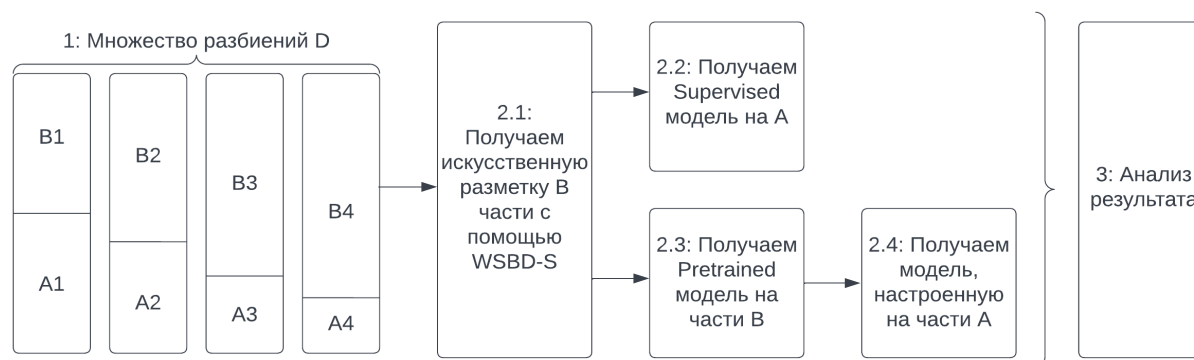 1: Множество разбиений D
B1
A1
B2
A2
B3
A3
B4
A4
2.1:
Получаем
искусственную
разметку B
части с
помощью
WSBD-S
2.2: Получаем
Supervised
модель на A
2.3: Получаем
Pretrained
модель на
части B
2.4: Получаем
модель,
настроенную
на части A
3: Анализ
результата